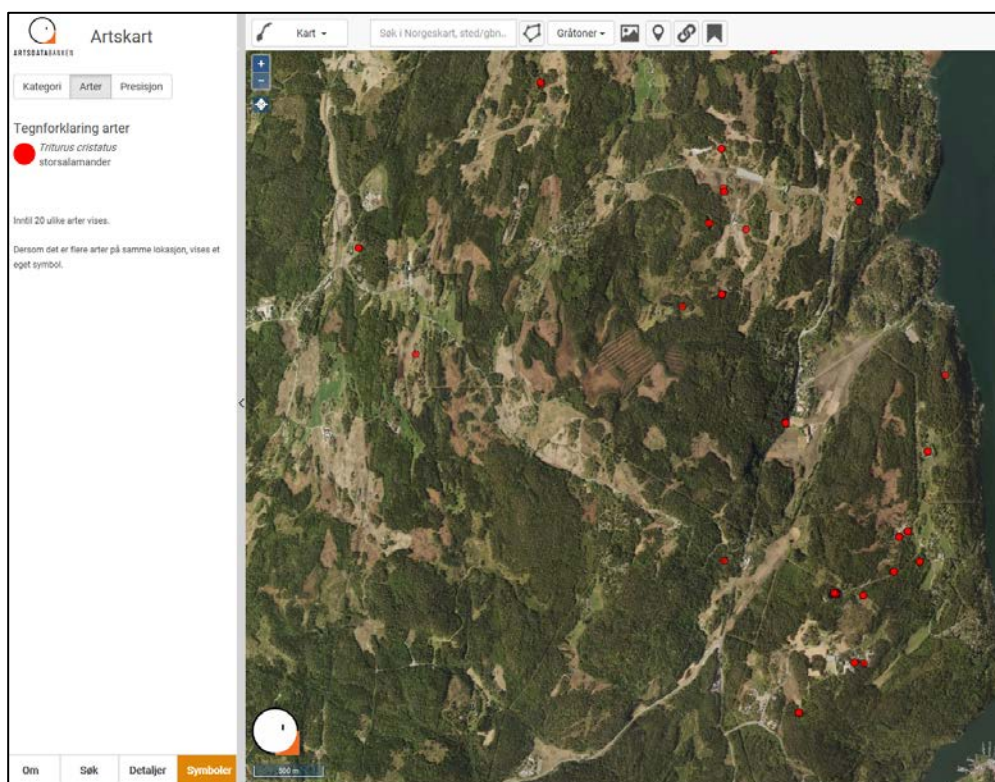 Artskart
ARTSDATABANKEN
Kategori
Arter
Presisjon
Tegnforklaring arter
Triturus cristatus
storsalamander
Inntil 20 ulike arter vises.
Dersom det er flere arter på samme lokasjon, vises et
eget symbol.
Om
Søk
Detaljer
Symboler
Kart
Søk i Norgeskart, sted/gbn..
Gråtoner
+
−
<
500 m